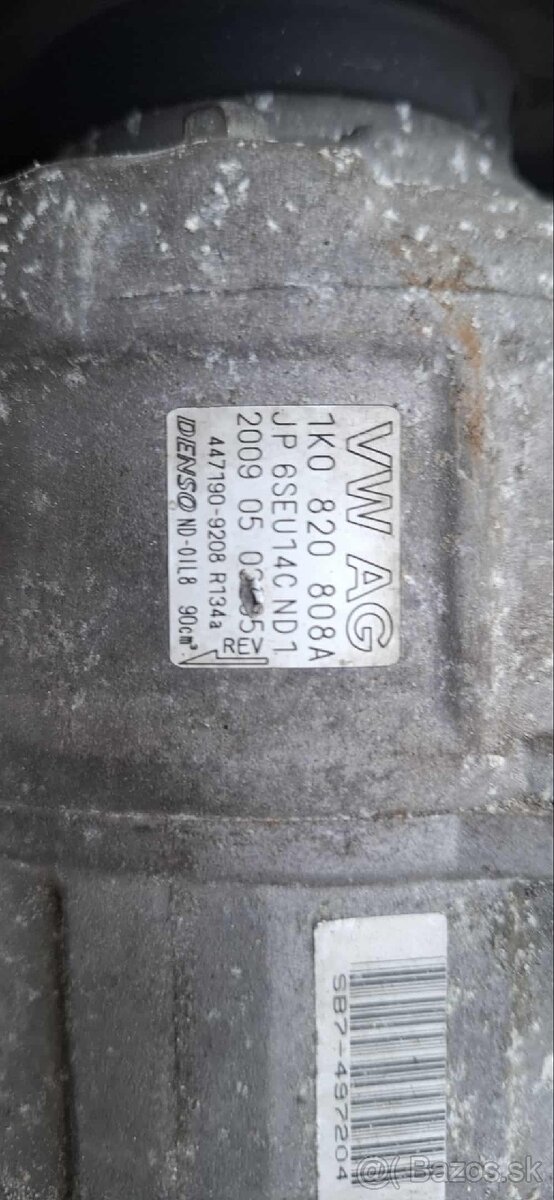 VW AG
1K0 820 808A
JP 6SEU14C ND1
2009 05
REV
447190-9208 R134a
DENSO ND-OIL8 90cm³
SB7-497204
@ Bazos.sk